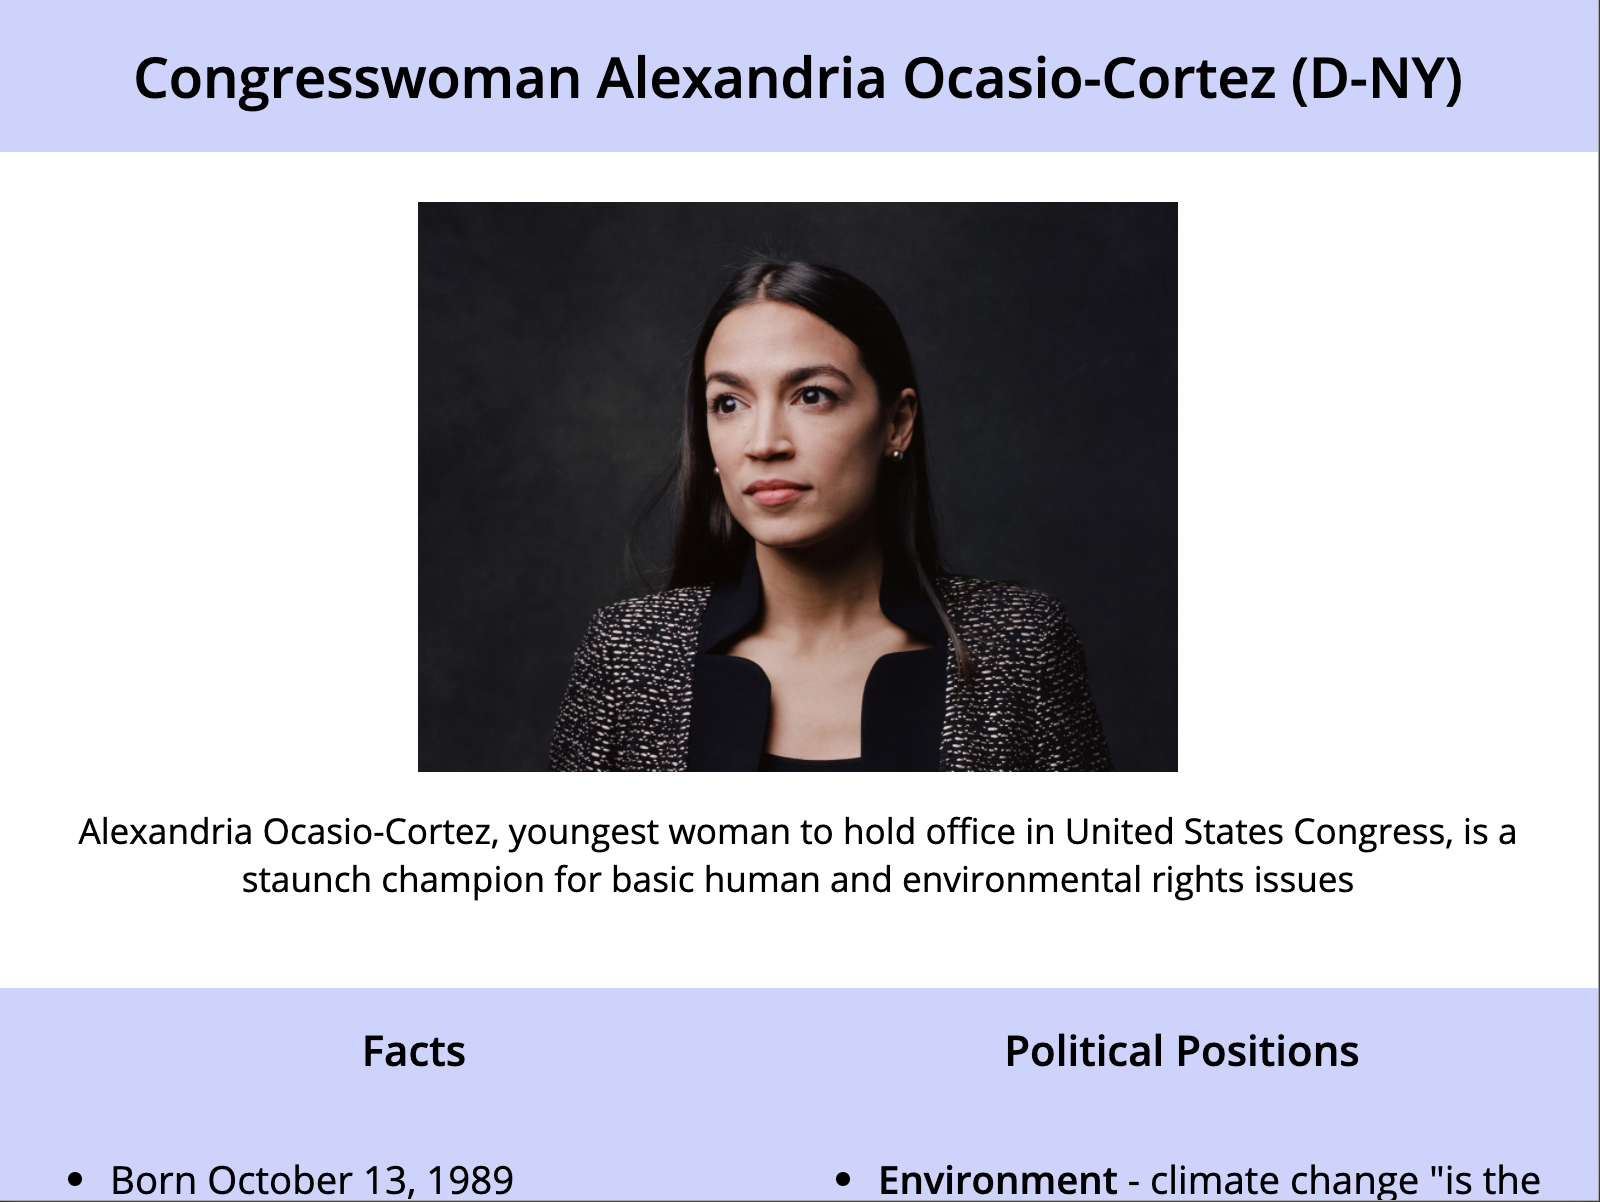 Congresswoman Alexandria Ocasio-Cortez (D-NY)
Alexandria Ocasio-Cortez, youngest woman to hold office in United States Congress, is a
staunch champion for basic human and environmental rights issues
Facts
Political Positions
• Born October 13, 1989
• Environment - climate change "is the